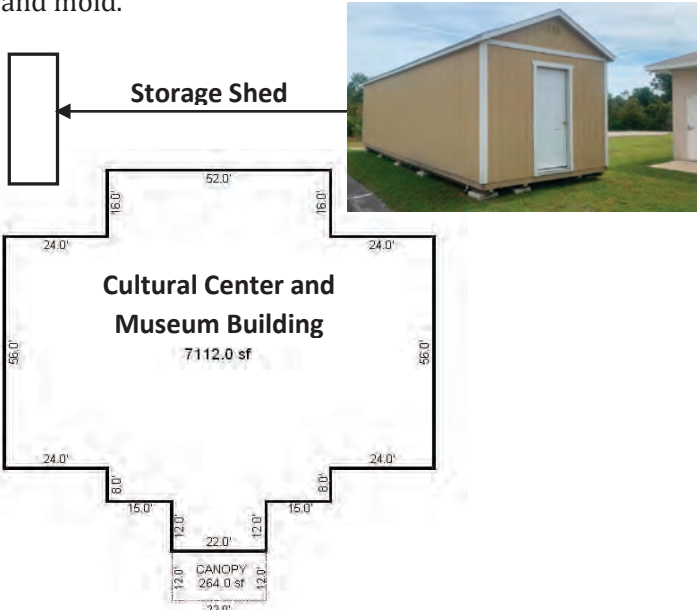 and mold.
Storage Shed
52.0'
16.0'
16.0'
24.0'
24.0'
Cultural Center and
Museum Building
7112.0 sf
56.0'
56.0'
24.0'
24.0'
8.0'
8.0'
15.0'
15.0'
12.0'
12.0'
22.0'
CANOPY
264.0 sf
12.0'
12.0'
22.0'